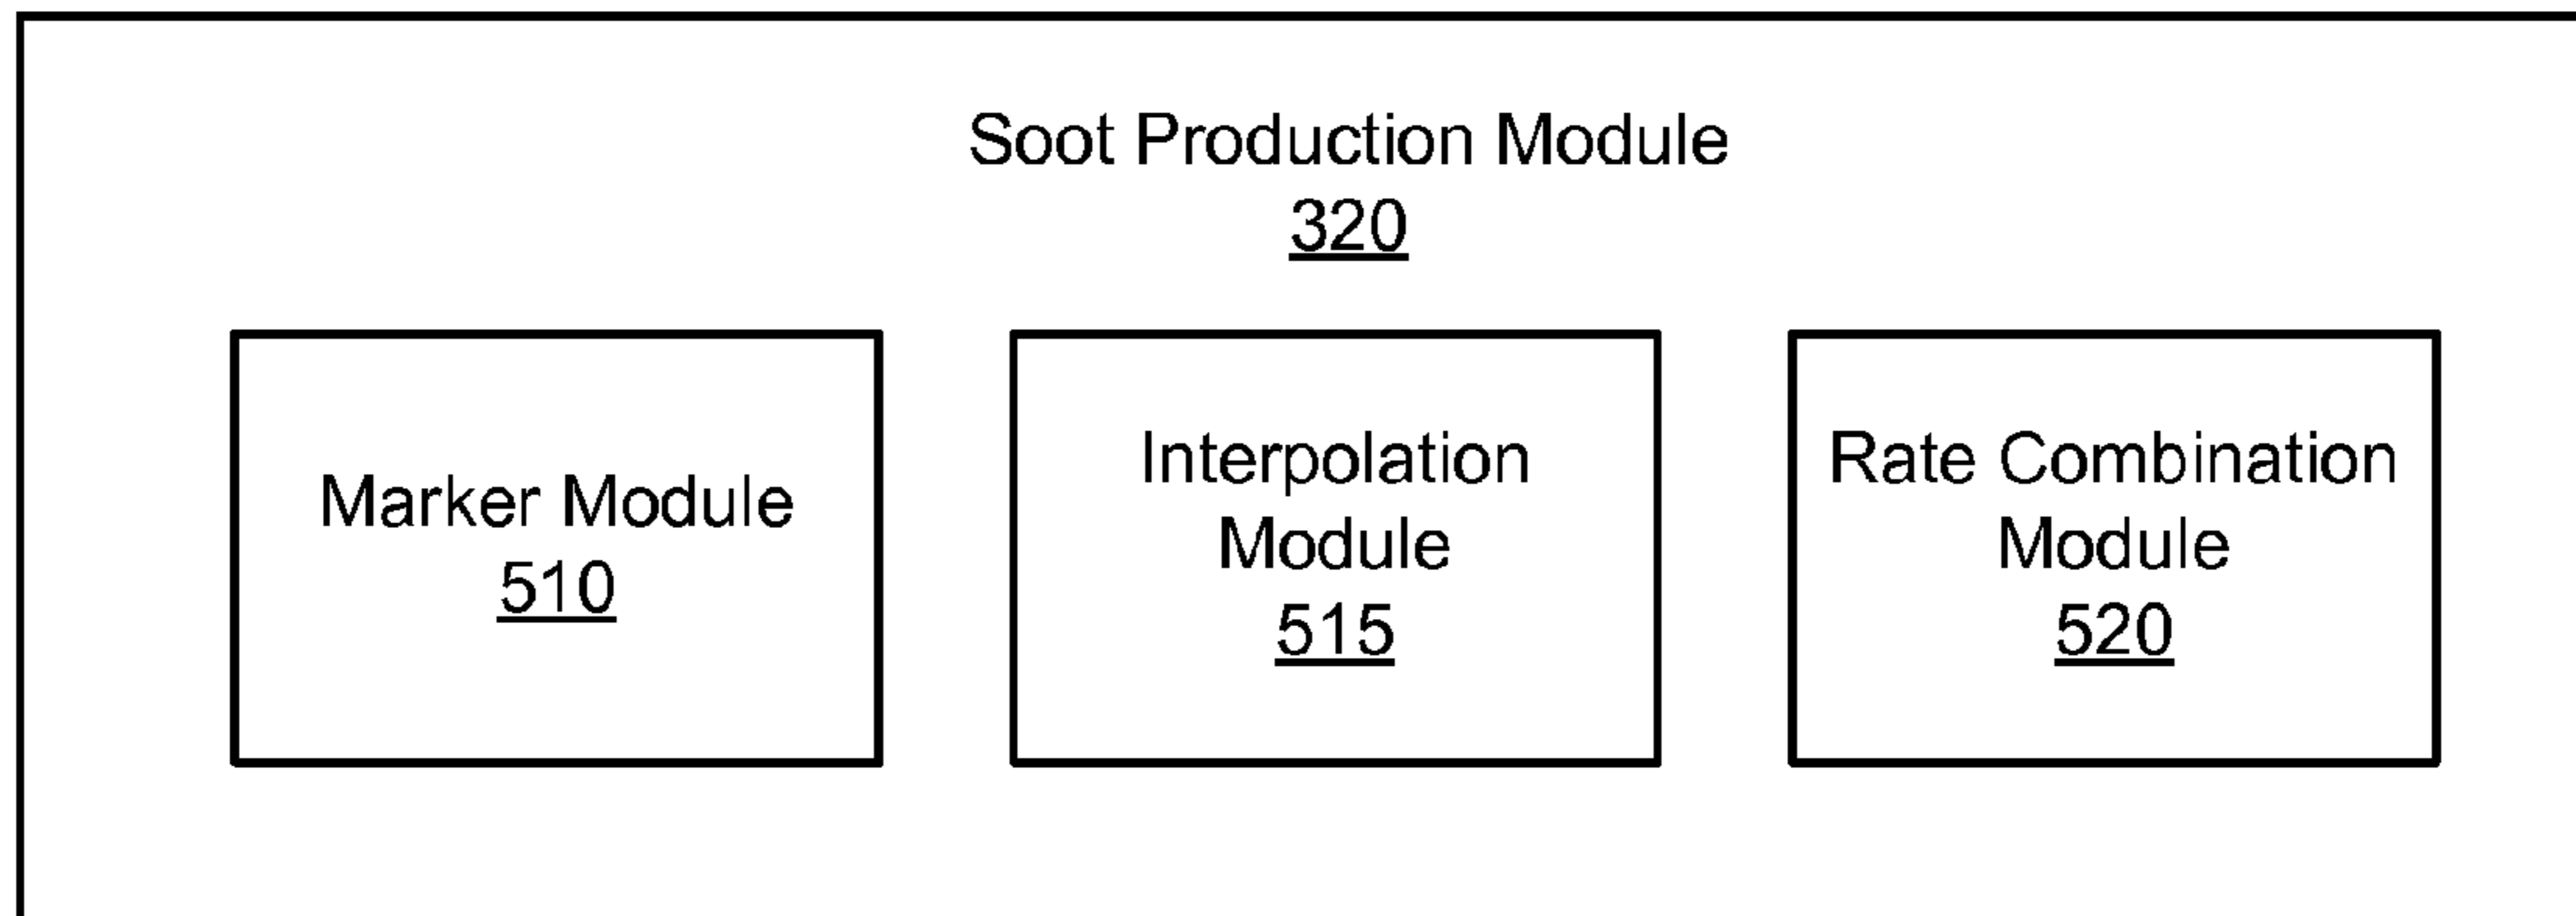 Soot Production Module
320
Marker Module
510
Interpolation
Module
515
Rate Combination
Module
520